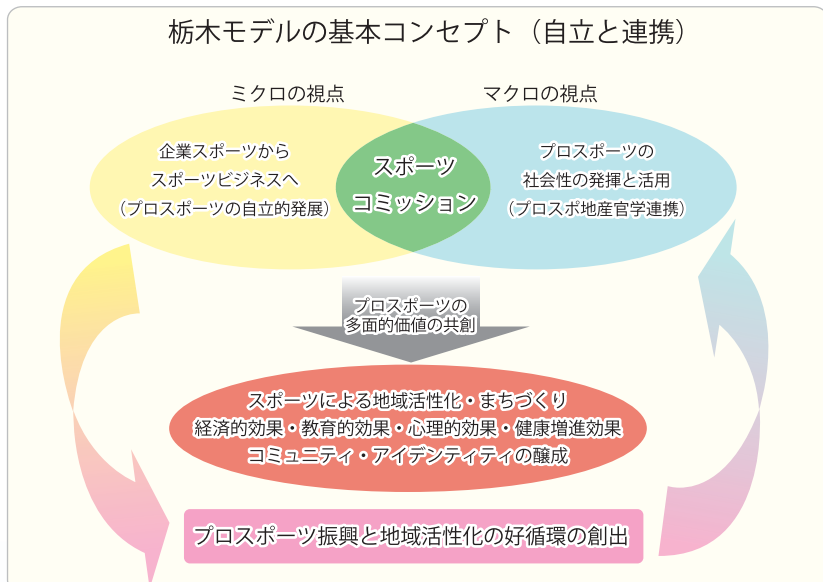 栃木モデルの基本コンセプト（自立と連携）
ミクロの視点
マクロの視点
企業スポーツから
スポーツビジネスへ
（プロスポーツの自立的発展）
スポーツ
コミッション
プロスポーツの
社会性の発揮と活用
（プロスポ地産官学連携）
プロスポーツの
多面的価値の共創
スポーツによる地域活性化・まちづくり
経済的効果・教育的効果・心理的効果・健康増進効果
コミュニティ・アイデンティティの醸成
プロスポーツ振興と地域活性化の好循環の創出